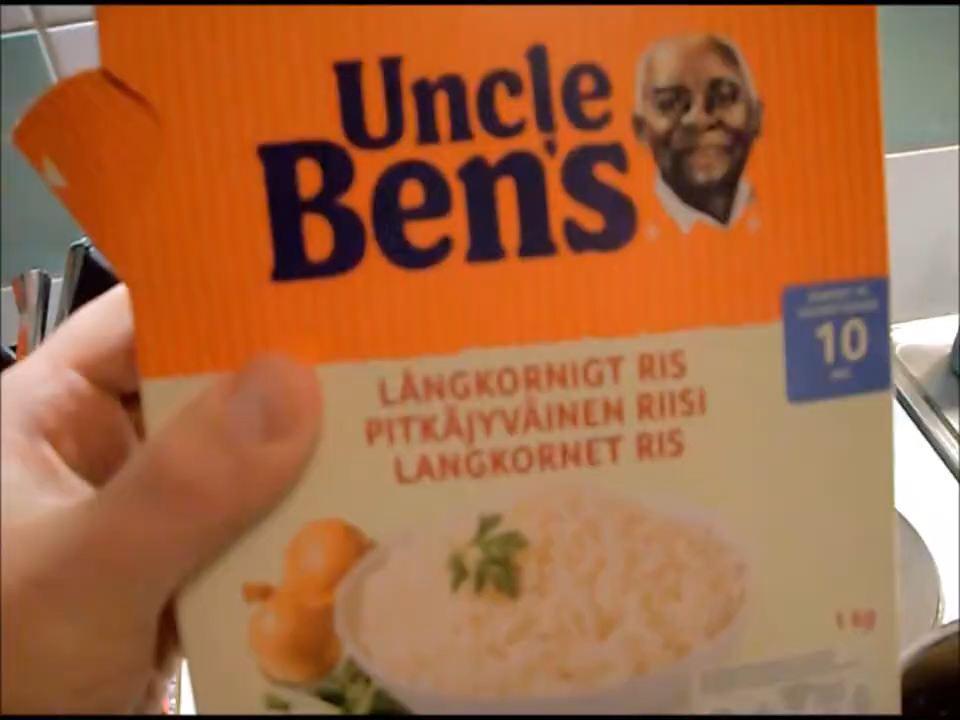 Uncle
Ben's
10
LÅNGKORNIGT RIS
PITKÄJYVÄINEN RIISI
LANGKORNET RIS
1 kg